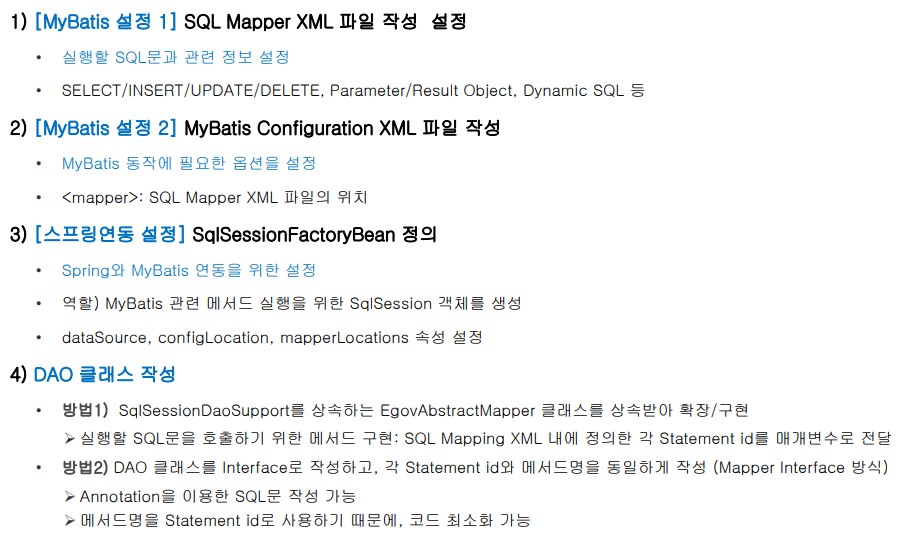 1) [MyBatis 설정 1] SQL Mapper XML 파일 작성  설정
• 실행할 SQL문과 관련 정보 설정
• SELECT/INSERT/UPDATE/DELETE, Parameter/Result Object, Dynamic SQL 등
2) [MyBatis 설정 2] MyBatis Configuration XML 파일 작성
• MyBatis 동작에 필요한 옵션을 설정
• <mapper>: SQL Mapper XML 파일의 위치
3) [스프링연동 설정] SqlSessionFactoryBean 정의
• Spring와 MyBatis 연동을 위한 설정
• 역할) MyBatis 관련 메서드 실행을 위한 SqlSession 객체를 생성
• dataSource, configLocation, mapperLocations 속성 설정
4) DAO 클래스 작성
• 방법1)  SqlSessionDaoSupport를 상속하는 EgovAbstractMapper 클래스를 상속받아 확장/구현
➢ 실행할 SQL문을 호출하기 위한 메서드 구현: SQL Mapping XML 내에 정의한 각 Statement id를 매개변수로 전달
• 방법2) DAO 클래스를 Interface로 작성하고, 각 Statement id와 메서드명을 동일하게 작성 (Mapper Interface 방식)
➢ Annotation을 이용한 SQL문 작성 가능
➢ 메서드명을 Statement id로 사용하기 때문에, 코드 최소화 가능